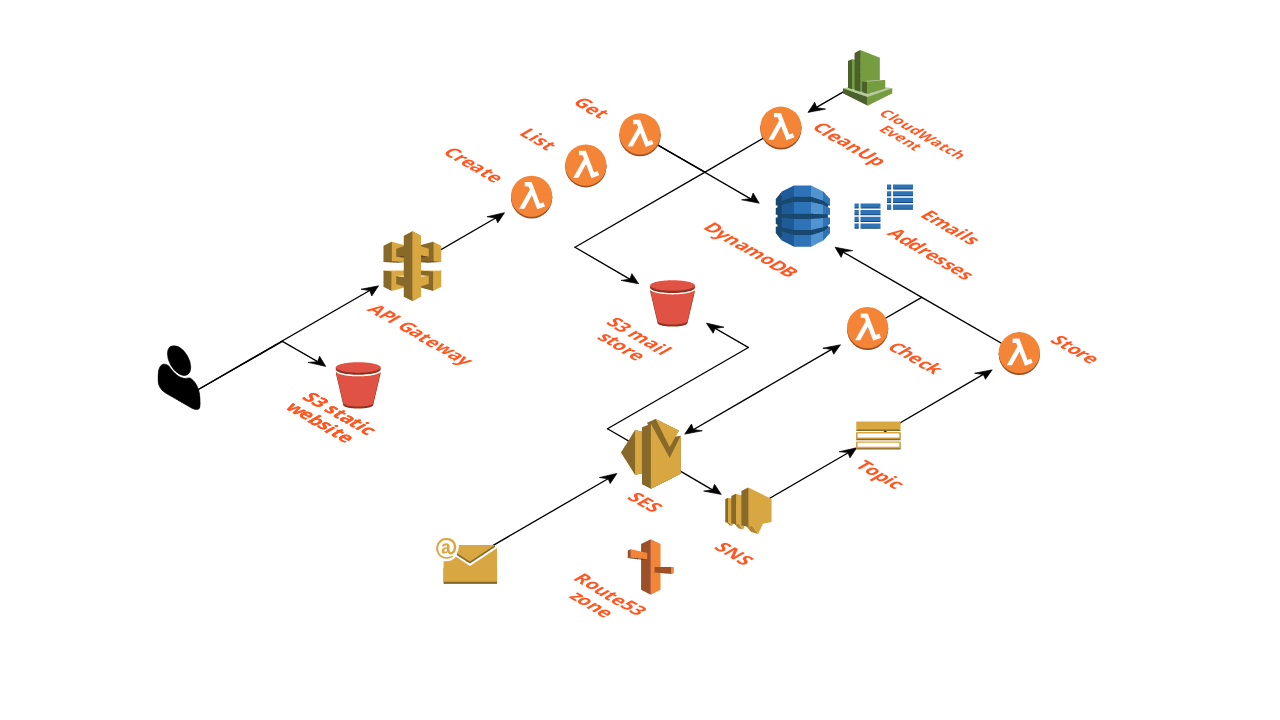 Get
List
Create
CloudWatch
Event
CleanUp
Emails
Addresses
DynamoDB
API Gateway
S3 mail
store
S3 static
website
Check
Store
Topic
SES
SNS
@
Route53
zone